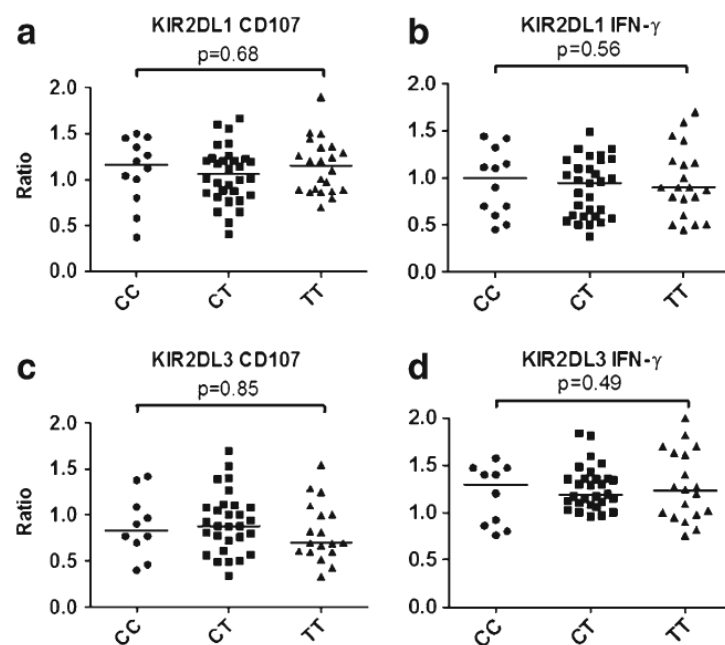 a
KIR2DL1 CD107
p=0.68
Ratio
2.0
1.5
1.0
0.5
0.0
CC
CT
TT
b
KIR2DL1 IFN-γ
p=0.56
2.0
1.5
1.0
0.5
0.0
CC
CT
TT
c
KIR2DL3 CD107
p=0.85
Ratio
2.0
1.5
1.0
0.5
0.0
CC
CT
TT
d
KIR2DL3 IFN-γ
p=0.49
2.0
1.5
1.0
0.5
0.0
CC
CT
TT